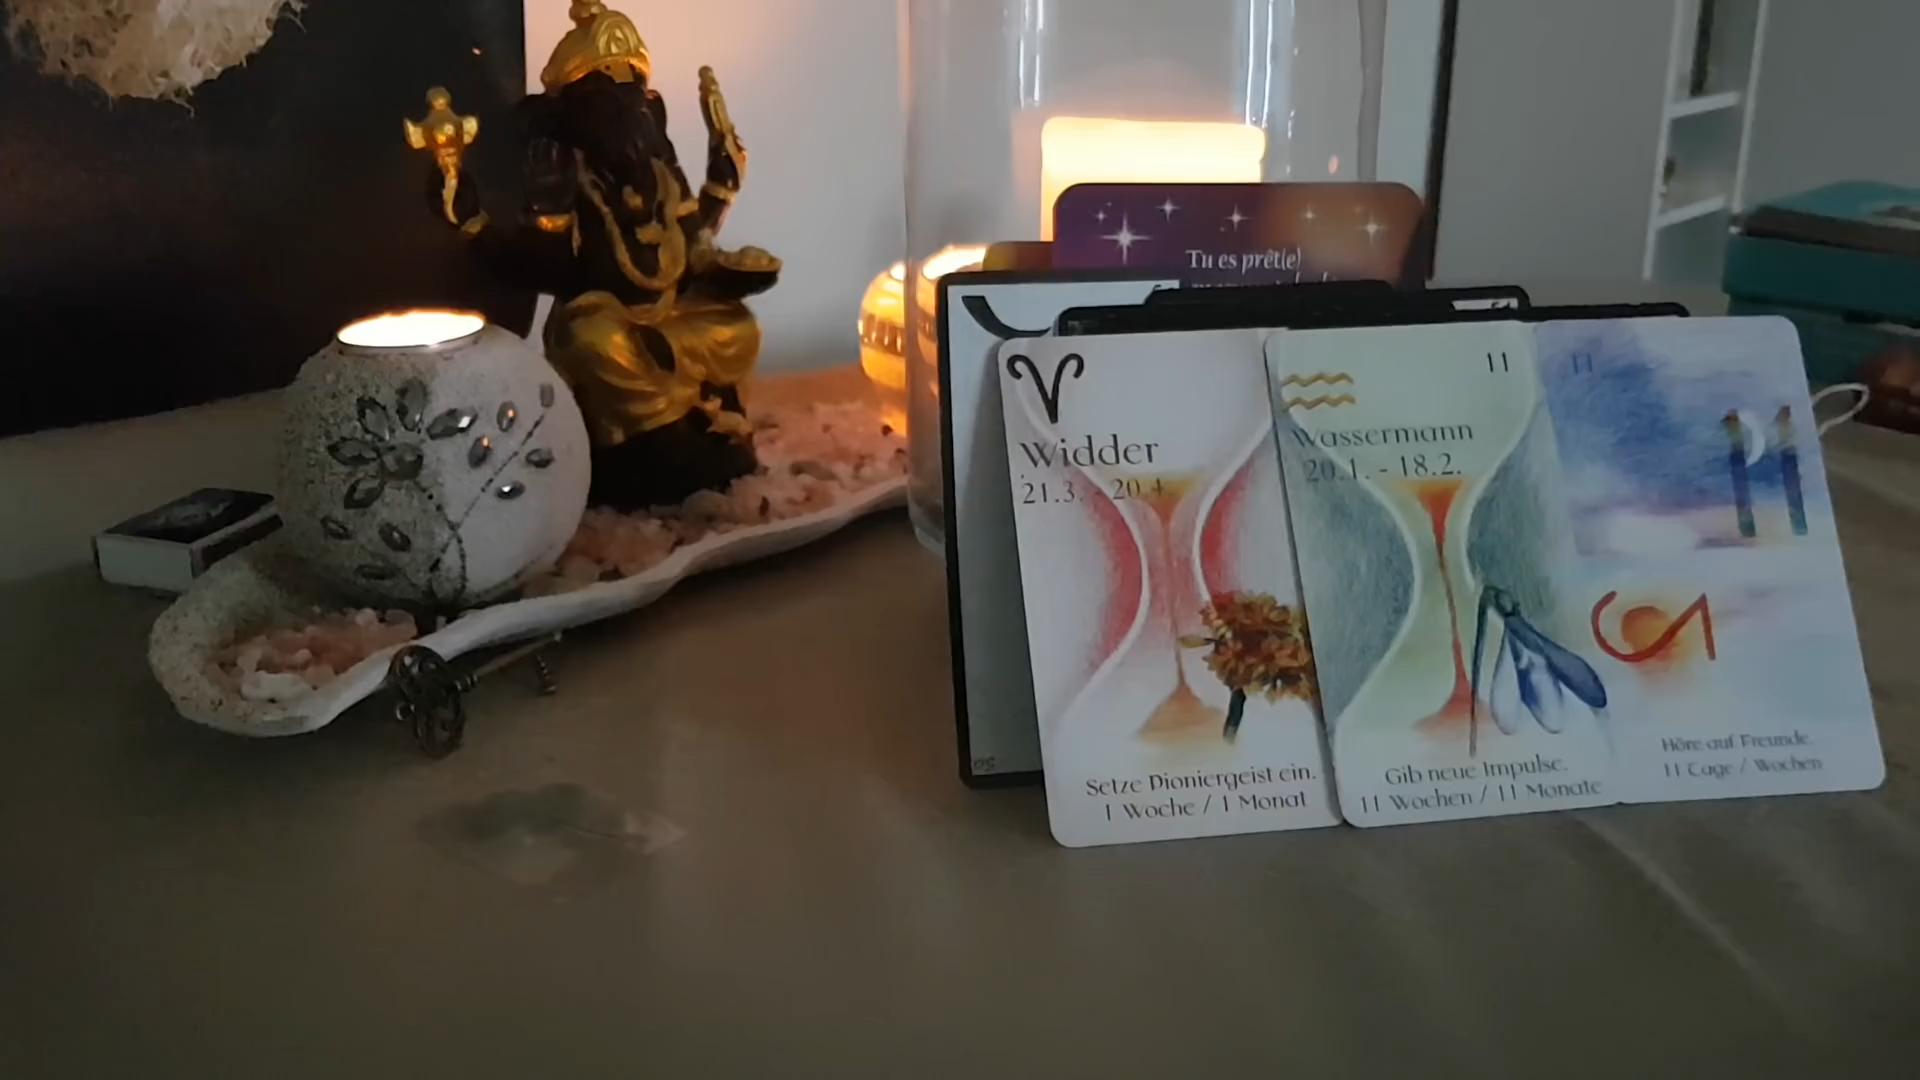 Tu es prêt(e)
Widder
21.3. - 20.4.
Setze Pioniergeist ein.
1 Woche / 1 Monat
11
Wassermann
20.1. - 18.2.
Gib neue Impulse.
11 Wochen / 11 Monate
11
11
Höre auf Freunde.
11 Tage / Wochen